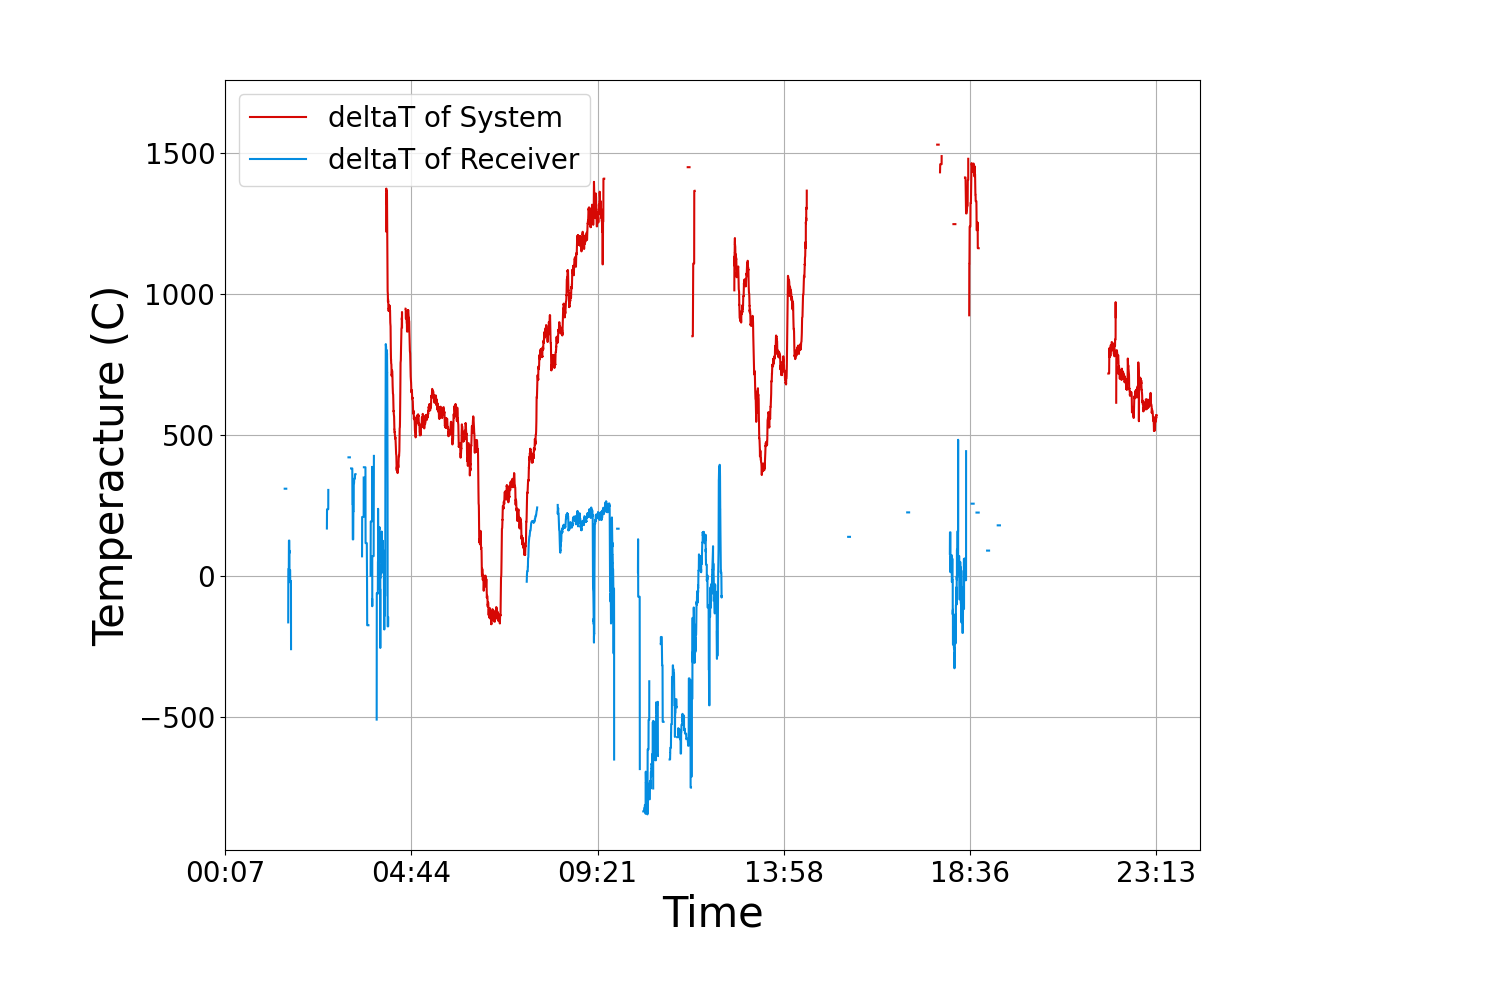 deltaT of System
deltaT of Receiver
1500
1000
500
0
−500
Temperacture (C)
00:07 04:44 09:21 13:58 18:36 23:13
Time